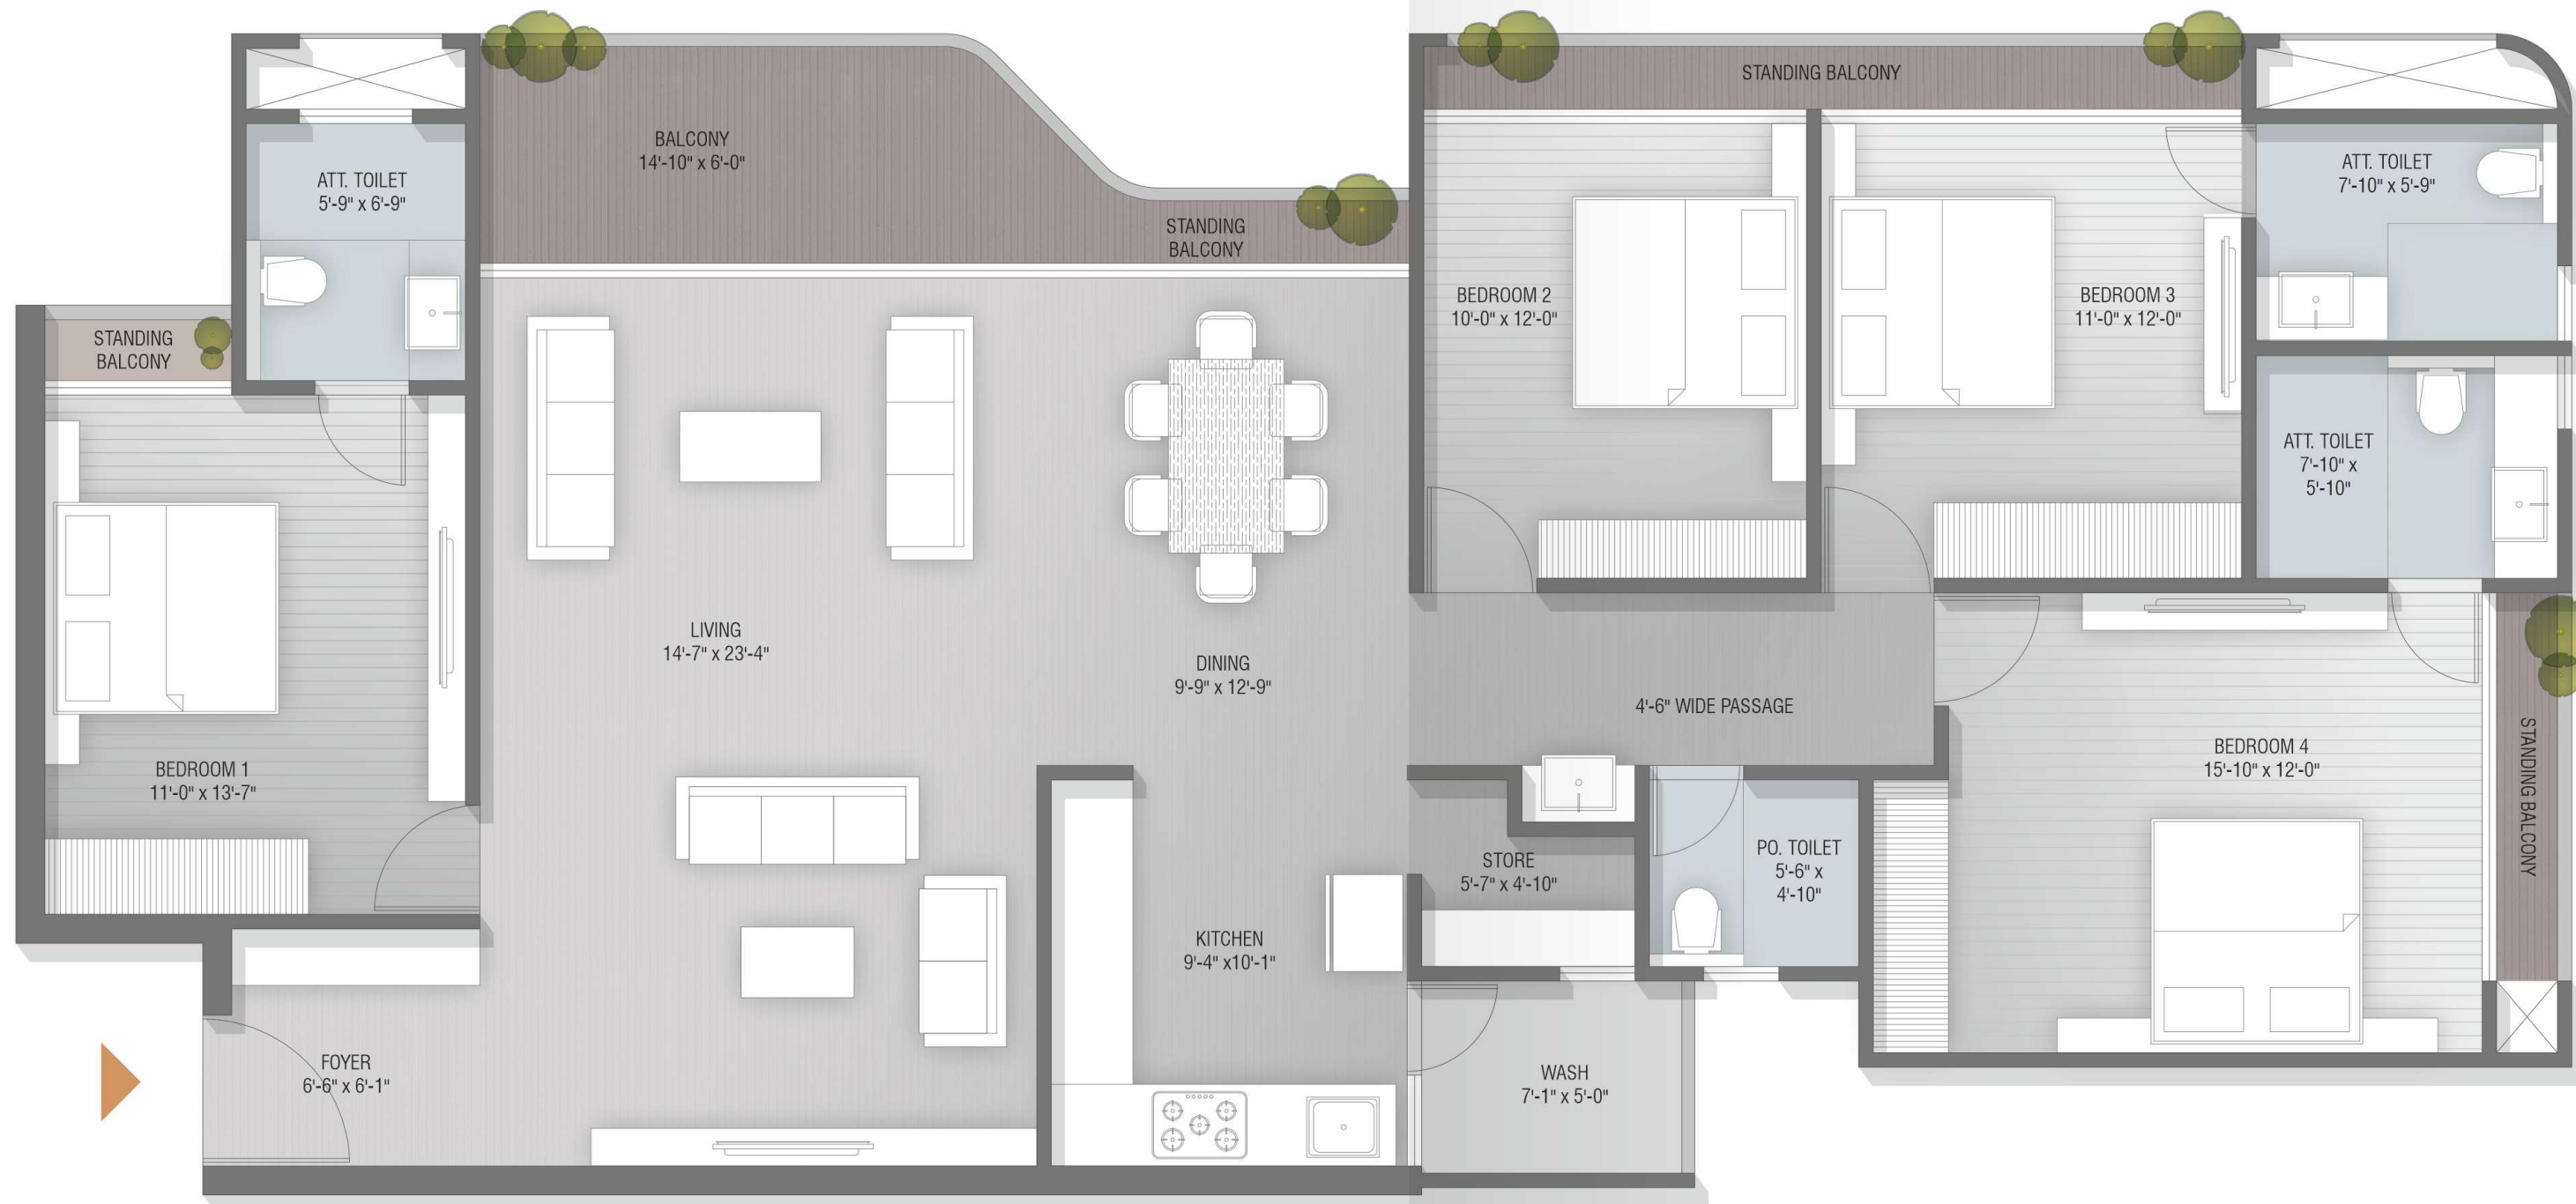 STANDING BALCONY
BALCONY
14'-10" x 6'-0"
ATT. TOILET
5'-9" x 6'-9"
ATT. TOILET
7'-10" x 5'-9"
STANDING
BALCONY
STANDING
BALCONY
BEDROOM 2
10'-0" x 12'-0"
BEDROOM 3
11'-0" x 12'-0"
ATT. TOILET
7'-10" x
5'-10"
LIVING
14'-7" x 23'-4"
DINING
9'-9" x 12'-9"
4'-6" WIDE PASSAGE
BEDROOM 4
15'-10" x 12'-0"
STANDING BALCONY
BEDROOM 1
11'-0" x 13'-7"
STORE
5'-7" x 4'-10"
PO. TOILET
5'-6" x
4'-10"
KITCHEN
9'-4" x10'-1"
FOYER
6'-6" x 6'-1"
WASH
7'-1" x 5'-0"